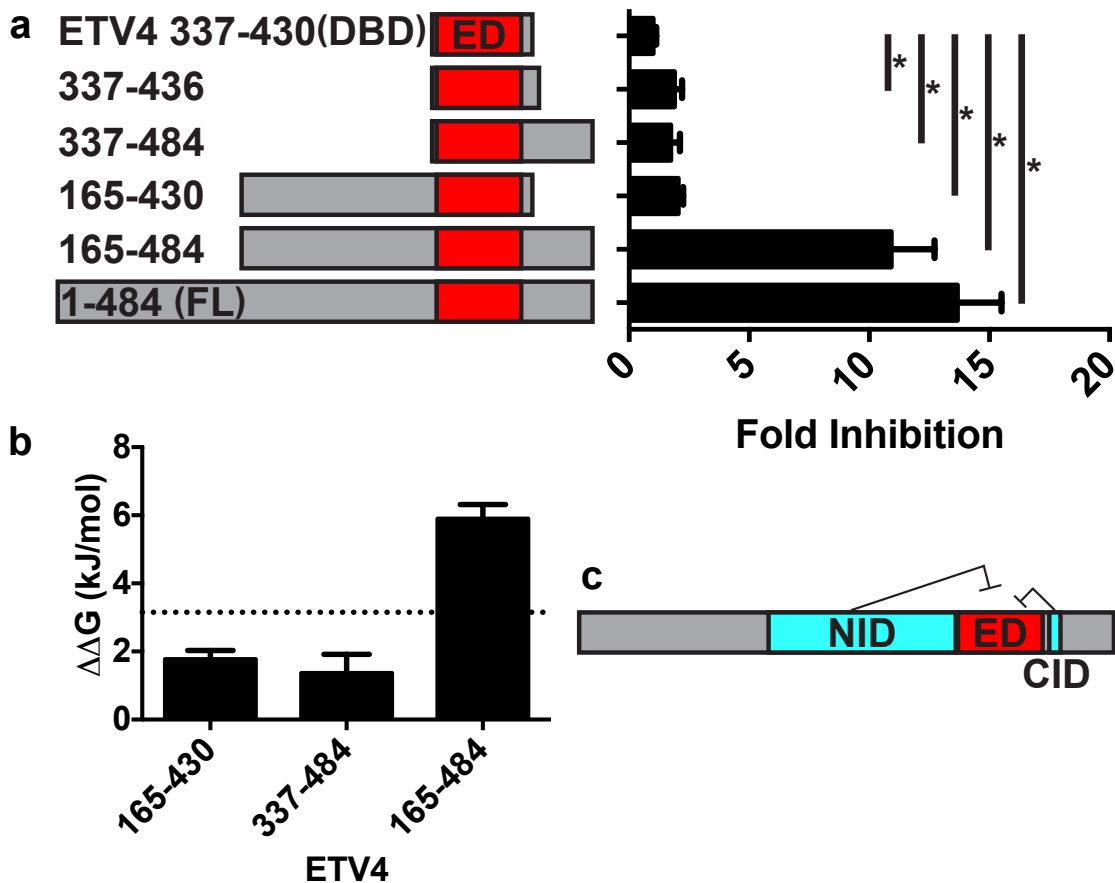 a
ETV4 337-430(DBD) ED
337-436
337-484
165-430
165-484
1-484 (FL)
*
*
*
*
*
0 5 10 15 20
Fold Inhibition
b
8
6
4
2
0
ΔΔG (kJ/mol)
165-430 337-484 165-484
ETV4
c
NID ED
CID